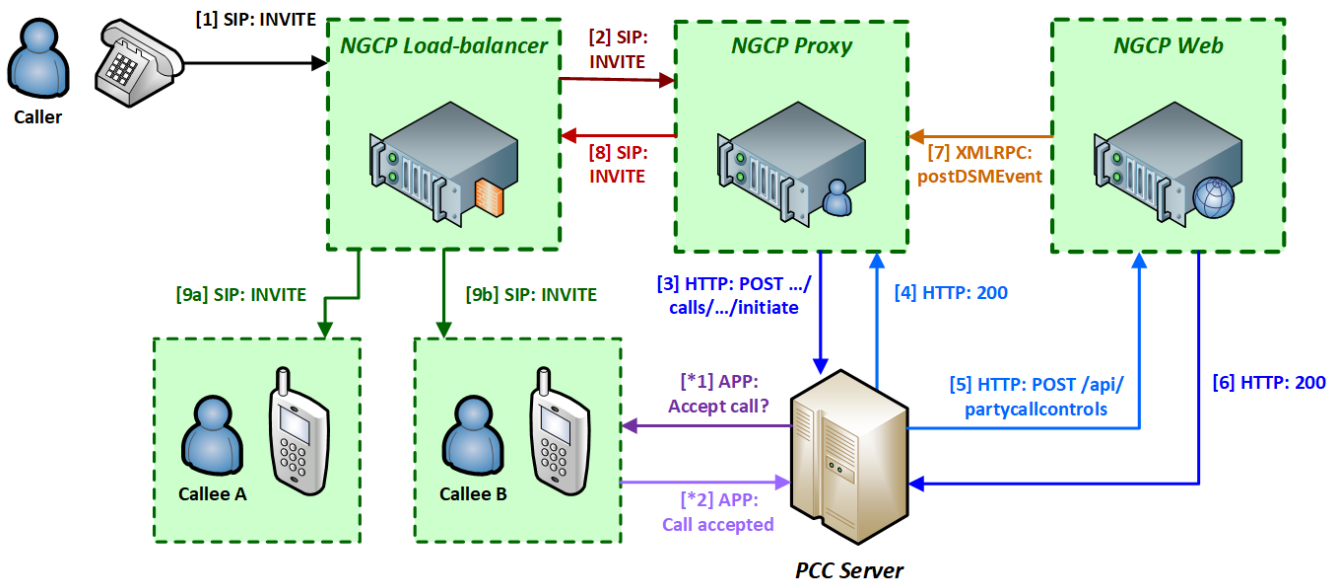 [1] SIP: INVITE
Caller
NGCP Load-balancer
[2] SIP:
INVITE
[8] SIP:
INVITE
NGCP Proxy
NGCP Web
[7] XMLRPC:
postDSMEvent
[9a] SIP: INVITE
[9b] SIP: INVITE
[3] HTTP: POST .../
calls/.../initiate
[4] HTTP: 200
[5] HTTP: POST /api/
partycallcontrols
[6] HTTP: 200
[*1] APP:
Accept call?
[*2] APP:
Call accepted
Callee A
Callee B
PCC Server